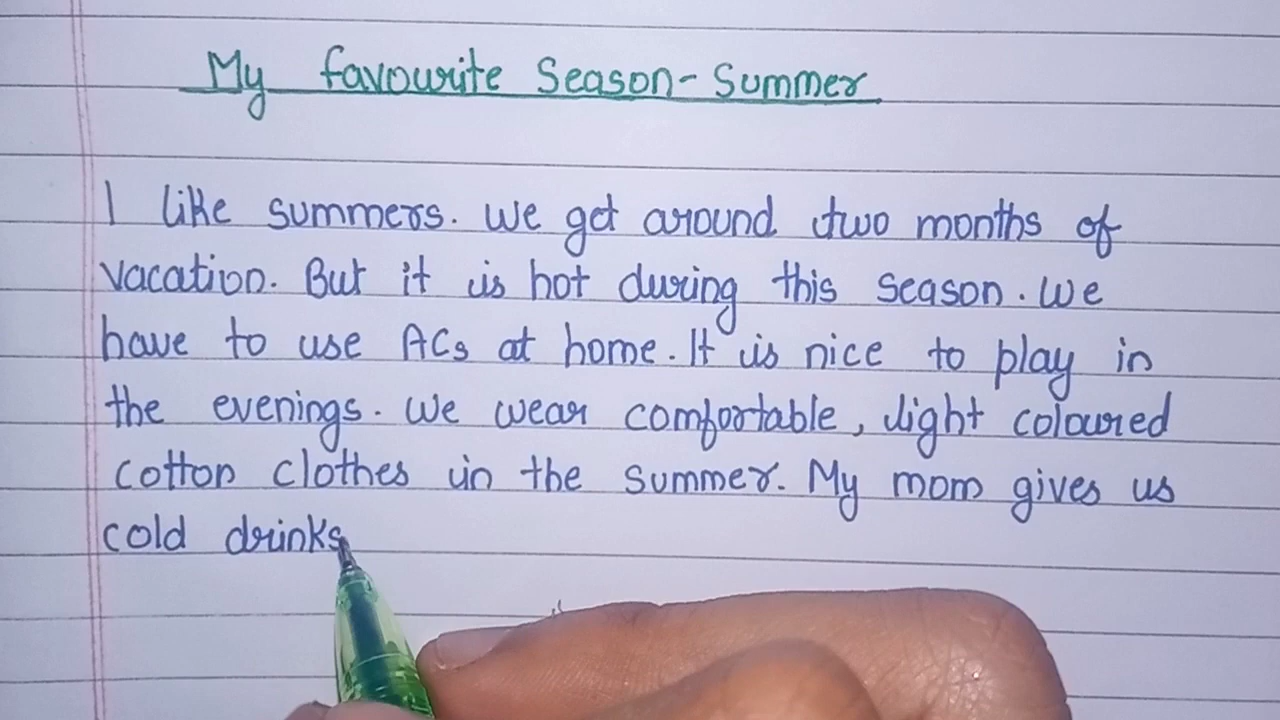 My favourite Season-Summer
I like summers. We get around two months of
vacation. But it is hot during this season. We
have to use ACs at home. It is nice to play in
the evenings. We wear comfortable, light coloured
cotton clothes in the summer. My mom gives us
cold drinks